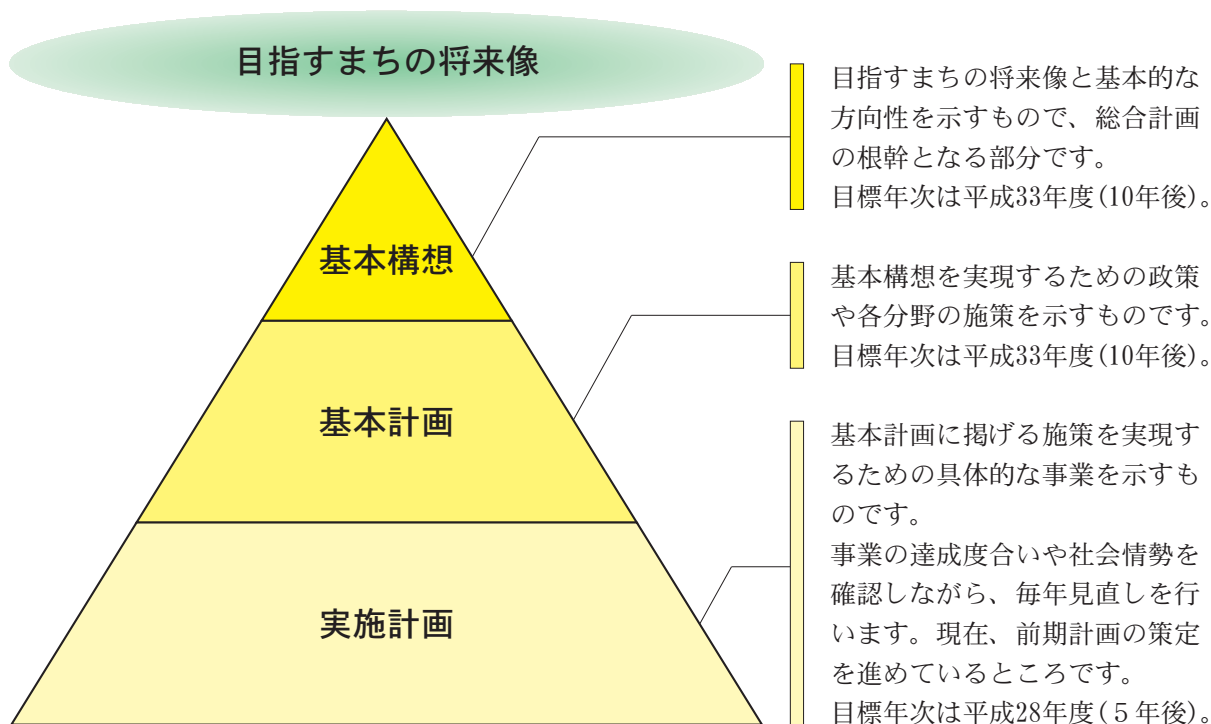 目指すまちの将来像
基本構想
目指すまちの将来像と基本的な
方向性を示すもので、総合計画
の根幹となる部分です。
目標年次は平成33年度(10年後)。
基本計画
基本構想を実現するための政策
や各分野の施策を示すものです。
目標年次は平成33年度(10年後)。
実施計画
基本計画に掲げる施策を実現す
るための具体的な事業を示すも
のです。
事業の達成度合いや社会情勢を
確認しながら、毎年見直しを行
います。現在、前期計画の策定
を進めているところです。
目標年次は平成28年度(５年後)。